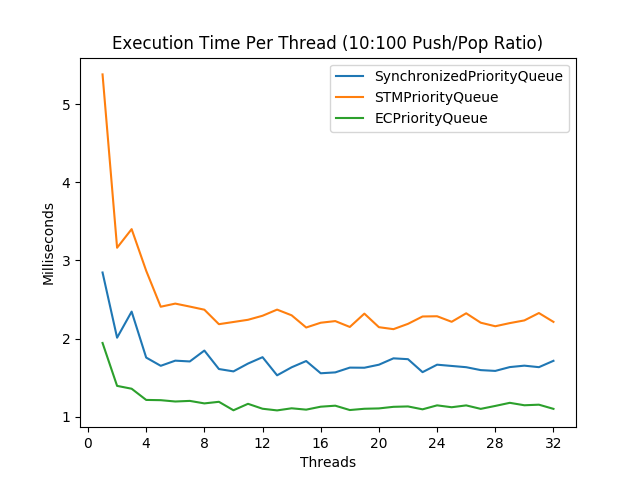 Execution Time Per Thread (10:100 Push/Pop Ratio)
SynchronizedPriorityQueue
STMPriorityQueue
ECPriorityQueue
Milliseconds
5
4
3
2
1
0 4 8 12 16 20 24 28 32
Threads